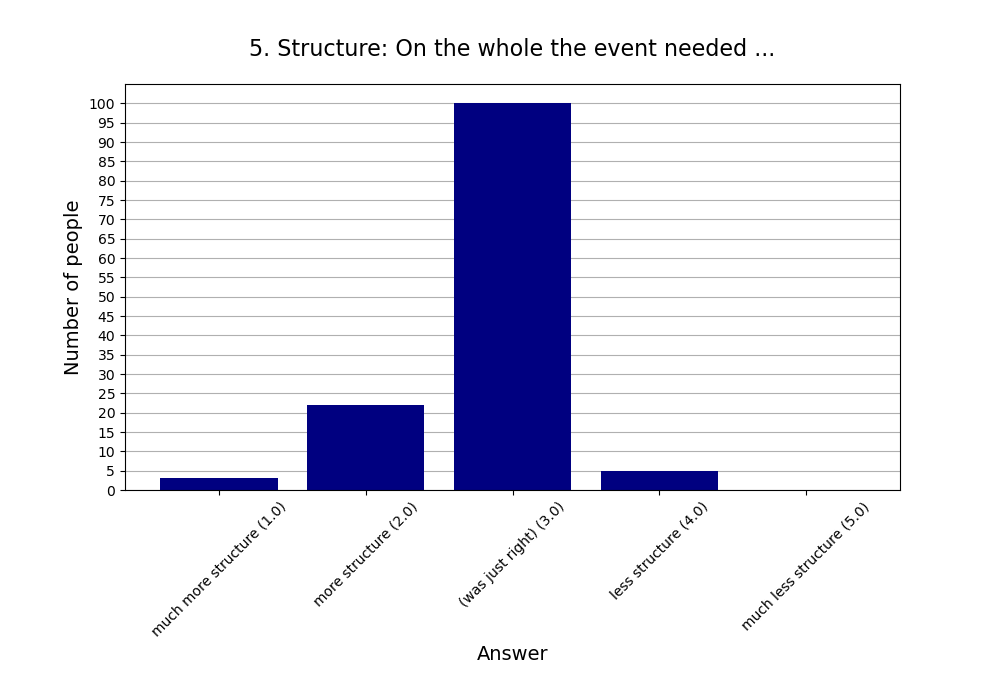 5. Structure: On the whole the event needed ...
Number of people
100
95
90
85
80
75
70
65
60
55
50
45
40
35
30
25
20
15
10
5
0
much more structure (1.0)
more structure (2.0)
(was just right) (3.0)
less structure (4.0)
much less structure (5.0)
Answer